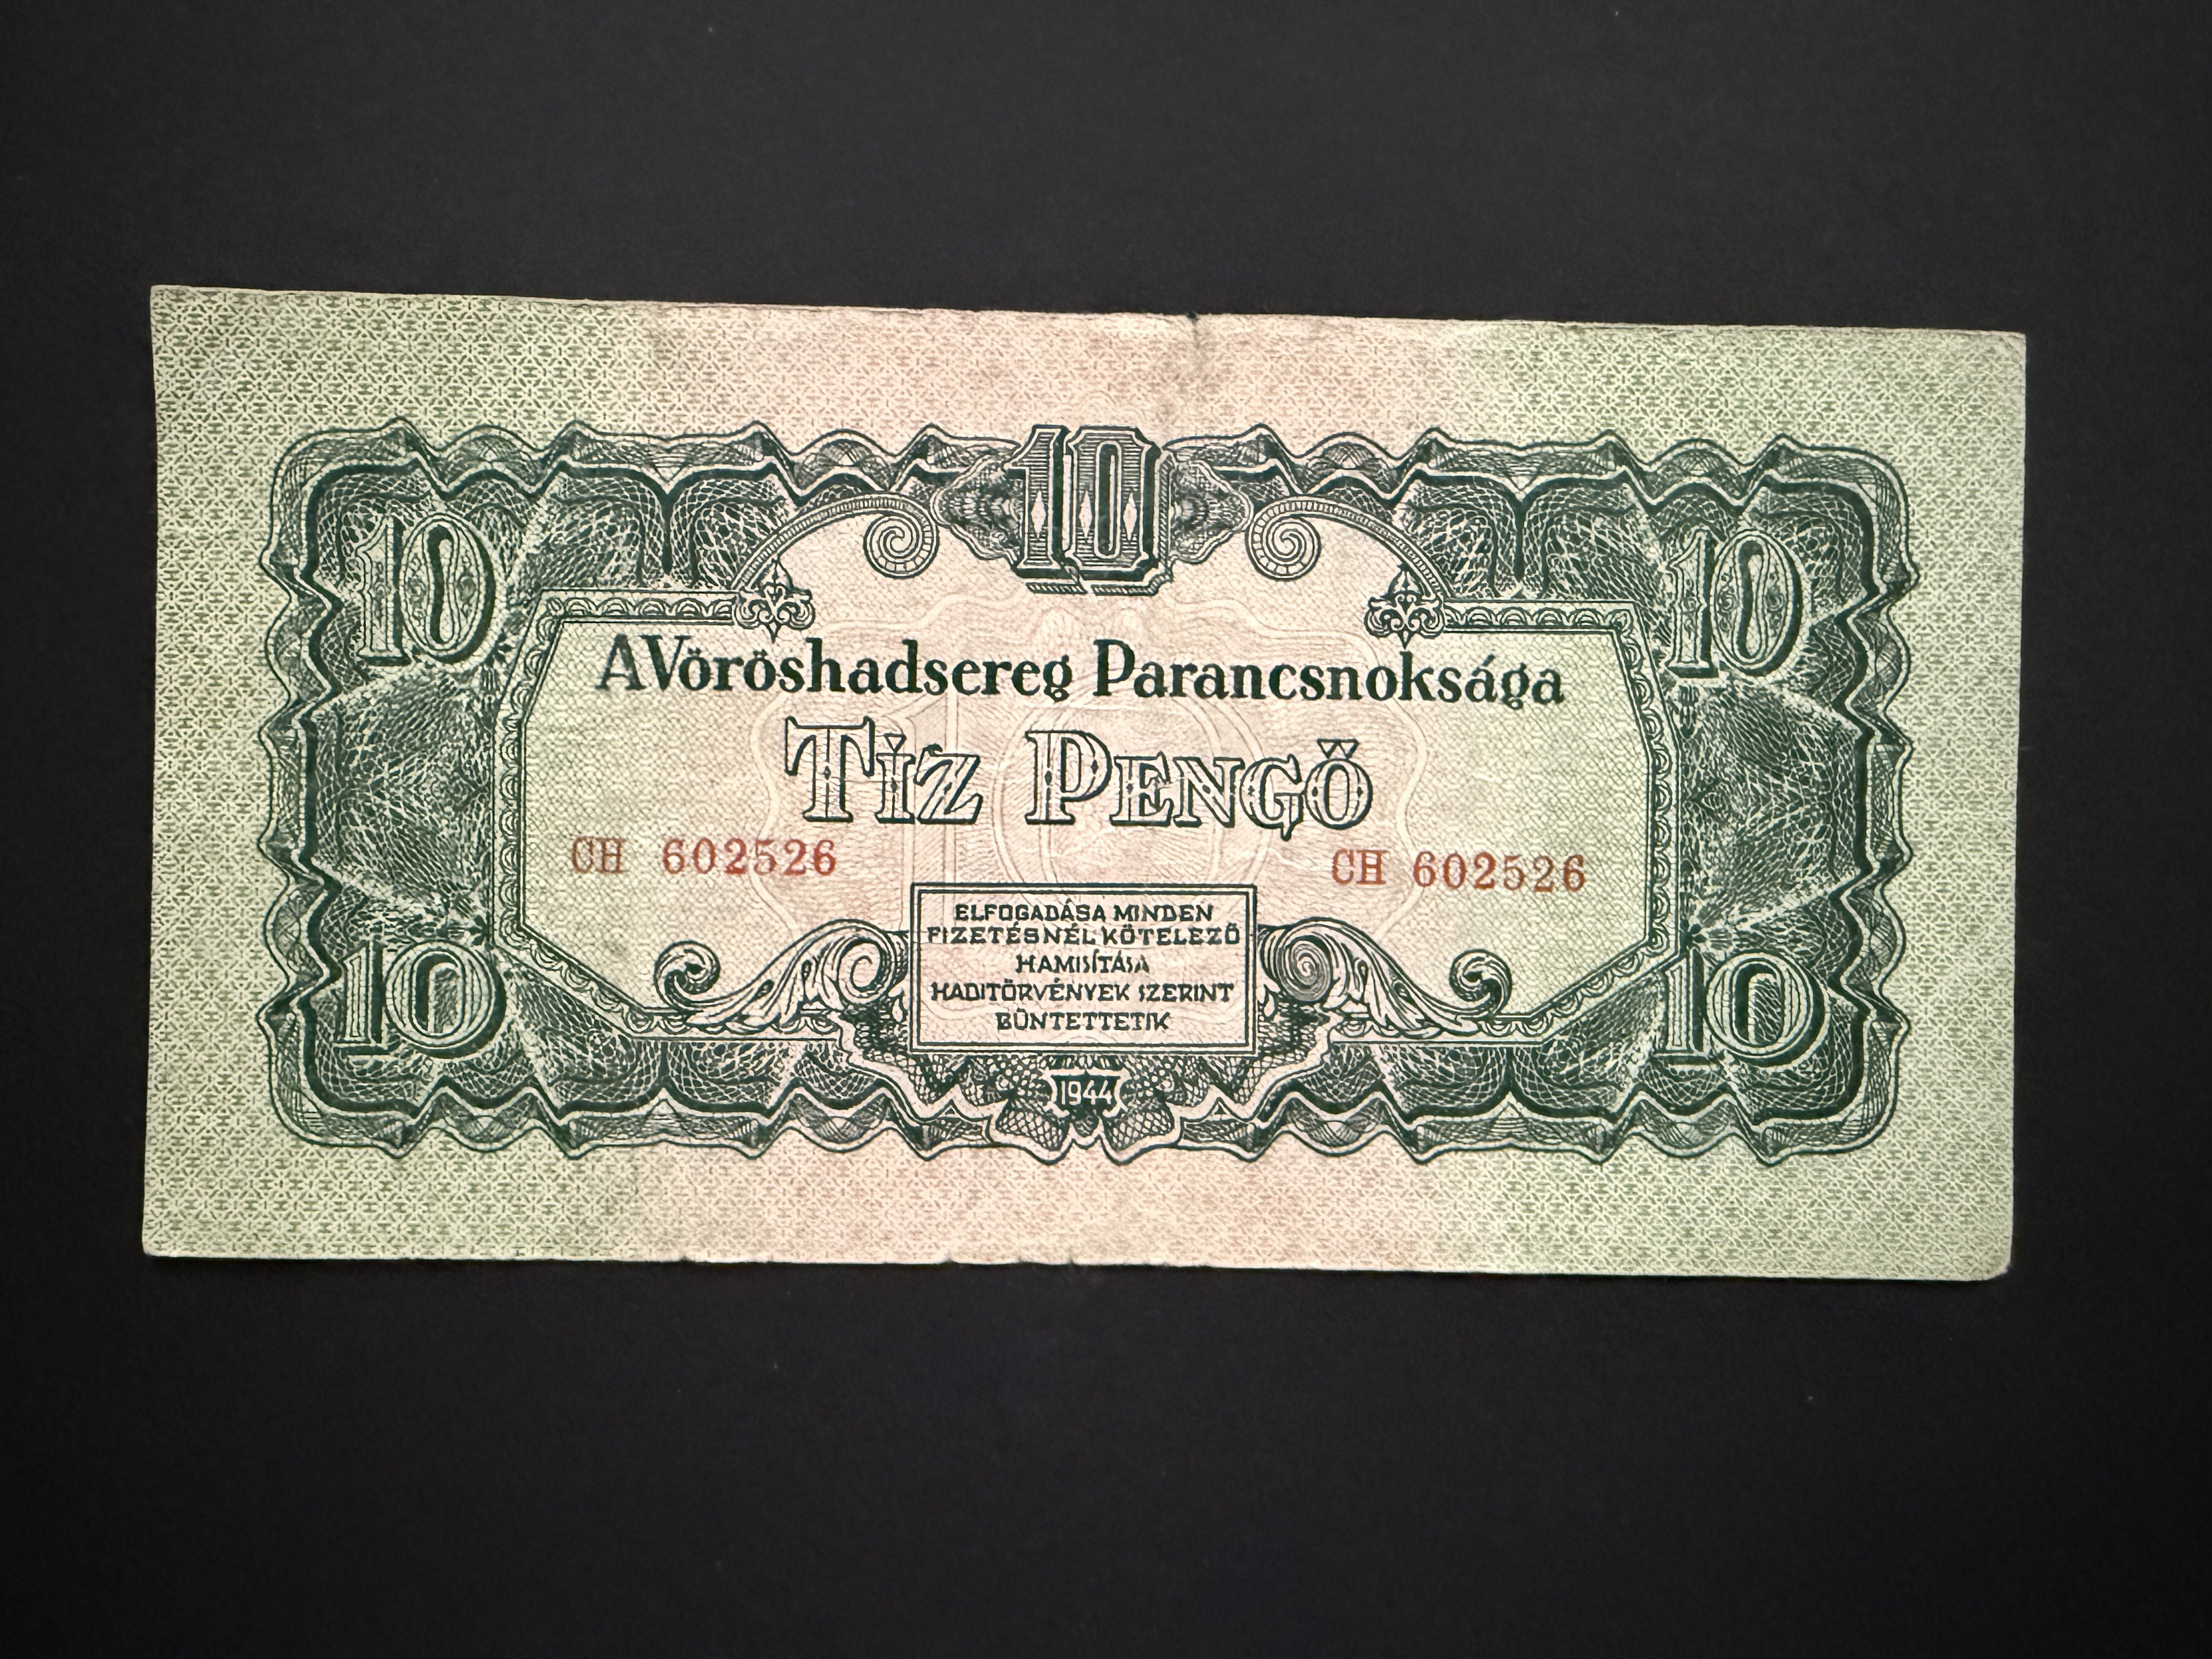 10
10 10
A Vöröshadsereg Parancsnoksága
Tíz Pengő
CH 602526 CH 602526
ELFOGADÁSA MINDEN
FIZETÉSNÉL KÖTELEZŐ
HAMISÍTÁSA
HADITÖRVÉNYEK SZERINT
BÜNTETTETIK
10 10
1944